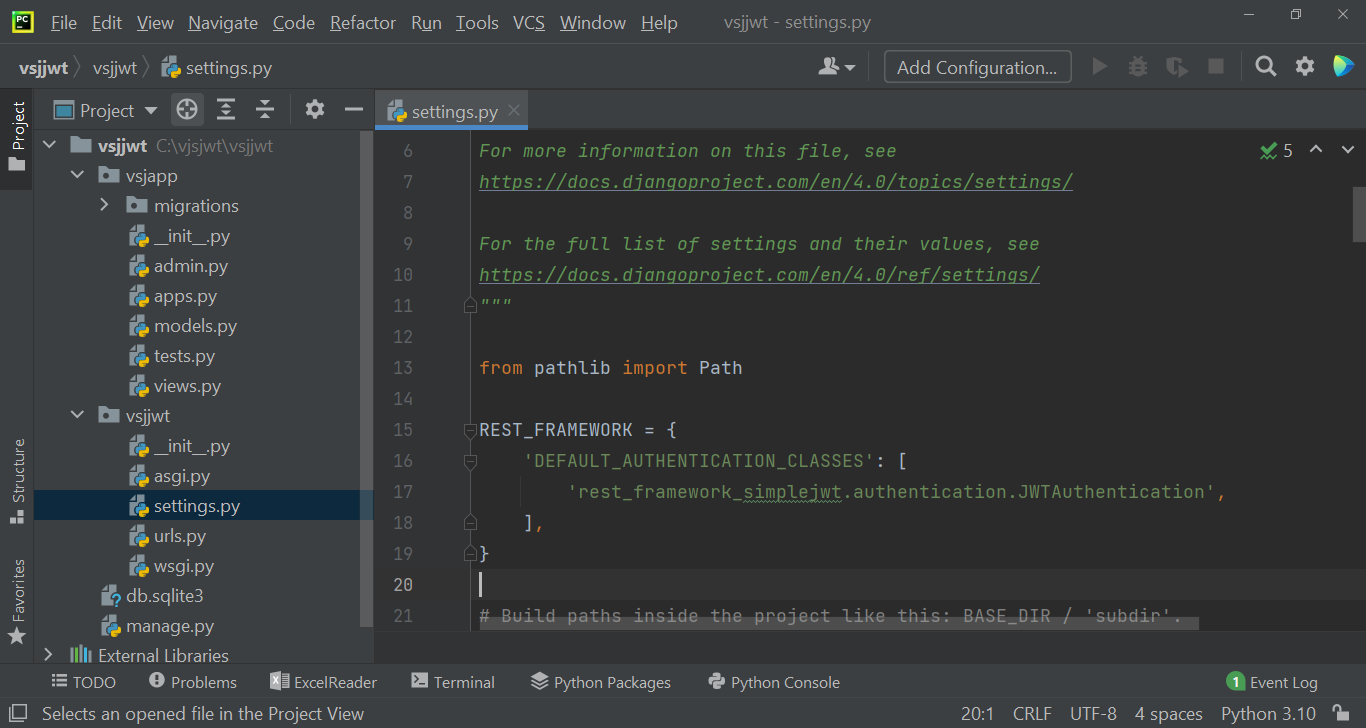 PC File Edit View Navigate Code Refactor Run Tools VCS Window Help vsjjwt - settings.py
vsjjwt vsjjwt settings.py Add Configuration...
Project
Structure
Favorites
Project
vsjjwt C:\vjsjwt\vsjjwt
vsjapp
migrations
__init__.py
admin.py
apps.py
models.py
tests.py
views.py
vsjjwt
__init__.py
asgi.py
settings.py
urls.py
wsgi.py
db.sqlite3
manage.py
External Libraries
settings.py
5
6 For more information on this file, see
7 https://docs.djangoproject.com/en/4.0/topics/settings/
8
9 For the full list of settings and their values, see
10 https://docs.djangoproject.com/en/4.0/ref/settings/
11 """
12
13 from pathlib import Path
14
15 REST_FRAMEWORK = {
16 'DEFAULT_AUTHENTICATION_CLASSES': [
17 'rest_framework_simplejwt.authentication.JWTAuthentication',
18 ],
19 }
20
21 # Build paths inside the project like this: BASE_DIR / 'subdir'.
TODO Problems ExcelReader Terminal Python Packages Python Console 1 Event Log
Selects an opened file in the Project View 20:1 CRLF UTF-8 4 spaces Python 3.10